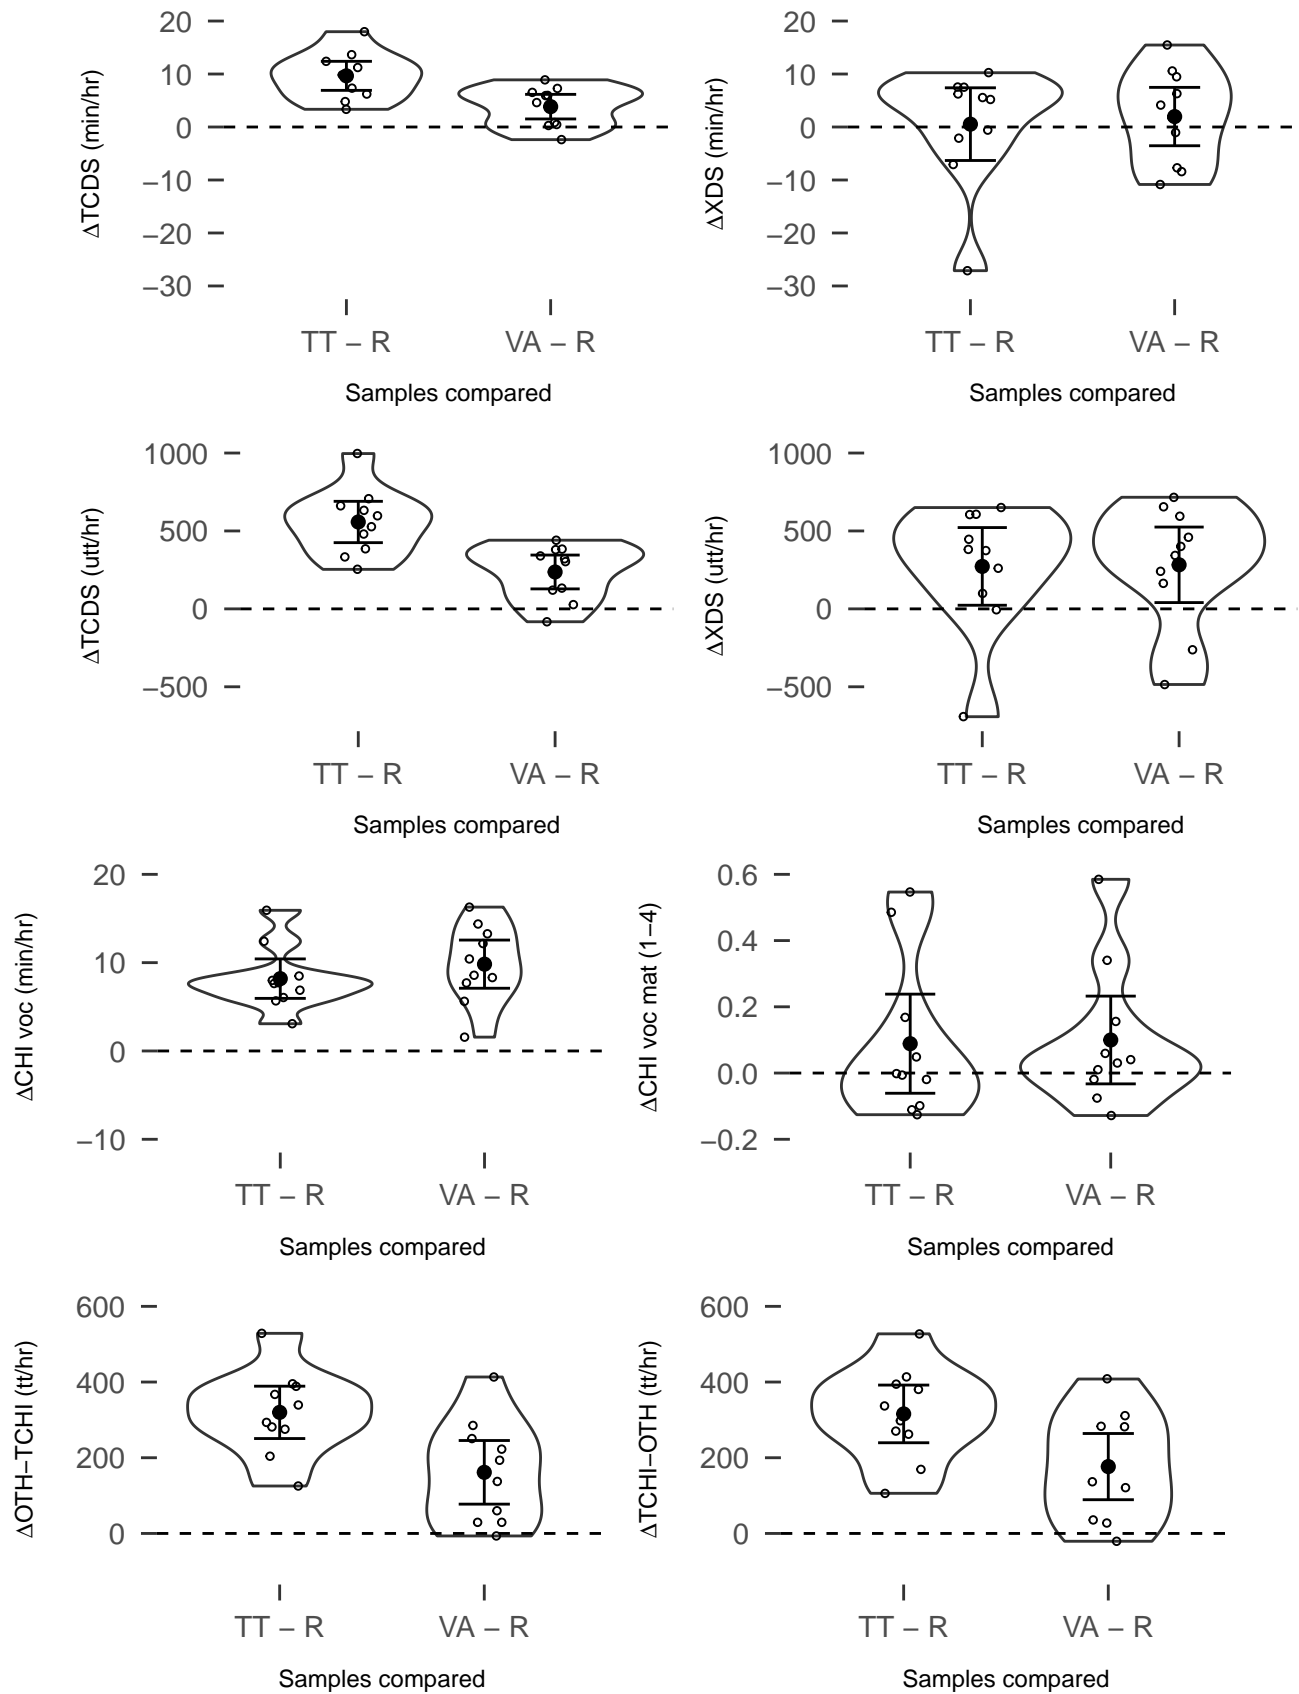 ΔTCDS (min/hr)
20
10
0
−10
−20
−30
TT − R
VA − R
Samples compared
ΔXDS (min/hr)
20
10
0
−10
−20
−30
TT − R
VA − R
Samples compared
ΔTCDS (utt/hr)
1000
500
0
−500
TT − R
VA − R
Samples compared
ΔXDS (utt/hr)
1000
500
0
−500
TT − R
VA − R
Samples compared
ΔCHI voc (min/hr)
20
10
0
−10
TT − R
VA − R
Samples compared
ΔCHI voc mat (1−4)
0.6
0.4
0.2
0.0
−0.2
TT − R
VA − R
Samples compared
ΔOTH−TCHI (tt/hr)
600
400
200
0
TT − R
VA − R
Samples compared
ΔTCHI−OTH (tt/hr)
600
400
200
0
TT − R
VA − R
Samples compared